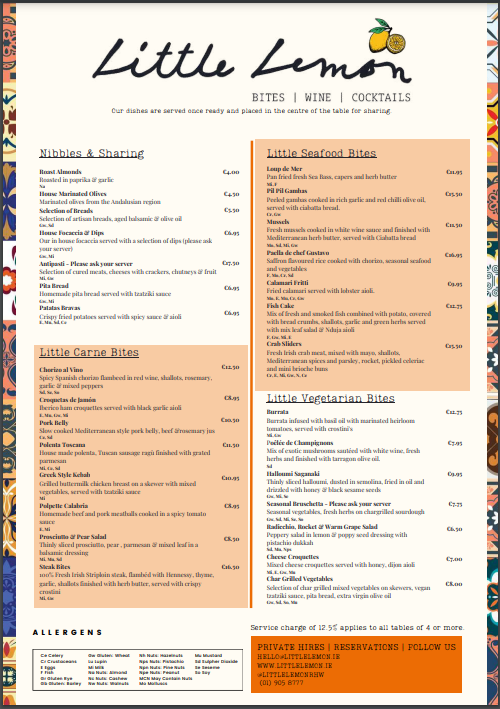 Little Lemon
BITES | WINE | COCKTAILS
Our dishes are served once ready and placed in the centre of the table for sharing.
Nibbles & Sharing
Roast Almonds €4.00
Roasted in paprika & garlic
Na
House Marinated Olives €4.50
Marinated olives from the Andalusian region
Selection of Breads €5.50
Selection of artisan breads, aged balsamic & olive oil
Gw, Sd
House Focaccia & Dips €6.95
Our in house focaccia served with a selection of dips (please ask
your server)
Gw, Mi
Antipasti - Please ask your server €17.50
Selection of cured meats, cheeses with crackers, chutneys & fruit
Mi, Gw
Pita Bread €6.95
Homemade pita bread served with tzatziki sauce
Gw, Mi
Patatas Bravas €6.95
Crispy fried potatoes served with spicy sauce & aioli
E, Mu, Sd, Ce
Little Carne Bites
Chorizo al Vino €12.50
Spicy Spanish chorizo flambeed in red wine, shallots, rosemary,
garlic & mixed peppers
Sd, So, Su
Croquetas de Jamón €8.95
Iberico ham croquettes served with black garlic aioli
E, Mu, Gw, Mi
Pork Belly €10.50
Slow cooked Mediterranean style pork belly, beef &rosemary jus
Ce, Sd
Polenta Toscana €11.50
House made polenta, Tuscan sausage ragù finished with grated
parmesan
Mi, Ce, Sd
Greek Style Kebab €10.95
Grilled buttermilk chicken breast on a skewer with mixed
vegetables, served with tzatziki sauce
Mi
Polpette Calabria €9.95
Homemade beef and pork meatballs cooked in a spicy tomato
sauce
E, Mi
Prosciutto & Pear Salad €8.50
Thinly sliced prosciutto, pear , parmesan & mixed leaf in a
balsamic dressing
Mi, Mu, Sd
Steak Bites €16.50
100% Fresh Irish Striploin steak, flambéd with Hennessy, thyme,
garlic, shallots finished with herb butter, served with crispy
crostini
Mi, Gw
Little Seafood Bites
Loup de Mer €11.95
Pan fried fresh Sea Bass, capers and herb butter
Mi, F
Pil Pil Gambas €13.50
Peeled gambas cooked in rich garlic and red chilli olive oil,
served with ciabatta bread.
Cr, Gw
Mussels €11.50
Fresh mussels cooked in white wine sauce and finished with
Mediterranean herb butter, served with Ciabatta bread
Mo, Sd, Mi, Gw
Paella de chef Gustavo €16.95
Saffron flavoured rice cooked with chorizo, seasonal seafood
and vegetables
Calamari Fritti €9.95
Fried calamari served with lobster aioli.
Mo, E, Mu, Cr, Gw
Fish Cake €12.75
Mix of fresh and smoked fish combined with potato, covered
with bread crumbs, shallots, garlic and green herbs served
with mix leaf salad & Nduja aioli
F, Gw, Mi, E
Crab Sliders €13.50
Fresh Irish crab meat, mixed with mayo, shallots,
Mediterranean spices and parsley, rocket, pickled celeriac
and mini brioche buns
Cr, E, Mi, Gw, N, Ce
Little Vegetarian Bites
Burrata €12.75
Burrata infused with basil oil with marinated heirloom
tomatoes, served with crostini's
Mi, Gw
Poêlée de Champignons €7.95
Mix of exotic mushrooms sautéed with white wine, fresh
herbs and finished with tarragon olive oil.
Sd
Halloumi Saganaki €9.95
Thinly sliced halloumi, dusted in semolina, fried in oil and
drizzled with honey & black sesame seeds
Gw, Mi, Se
Seasonal Bruschetta - Please ask your server €7.75
Seasonal vegetables, fresh herbs on chargrilled sourdough
Gw, Sd, Mi, Se, Su
Radicchio, Rocket & Warm Grape Salad €6.50
Peppery salad in lemon & poppy seed dressing with
pistachio dukkah
Sd, Mu, Nps
Cheese Croquettes €7.00
Mixed cheese croquettes served with honey, dijon aioli
Mi, E, Gw, Mu
Char Grilled Vegetables €8.00
Selection of char grilled mixed vegetables on skewers, vegan
tzatziki sauce, pita bread, extra virgin olive oil
Gw, Sd, So, Mu
Service charge of 12.5% applies to all tables of 4 or more.
ALLERGENS
Ce Celery Gw Gluten: Wheat Nh Nuts: Hazelnuts Mu Mustard
Cr Crustaceans Lu Lupin Nps Nuts: Pistachio Sd Sulpher Dioxide
E Eggs Mi Milk Npi Nuts: Pine Nuts Se Sesame
F Fish Na Nuts: Almond Npe Nuts: Peanut So Soy
Gr Gluten Rye Nc Nuts: Cashew MCN May Contain Nuts
Gb Gluten: Barley Nw Nuts: Walnuts Mo Molluscs
PRIVATE HIRES | RESERVATIONS | FOLLOW US
HELLO@LITTLELEMON.IE
WWW.LITTLELEMON.IE
@LITTLELEMONRHW
(01) 905 8777